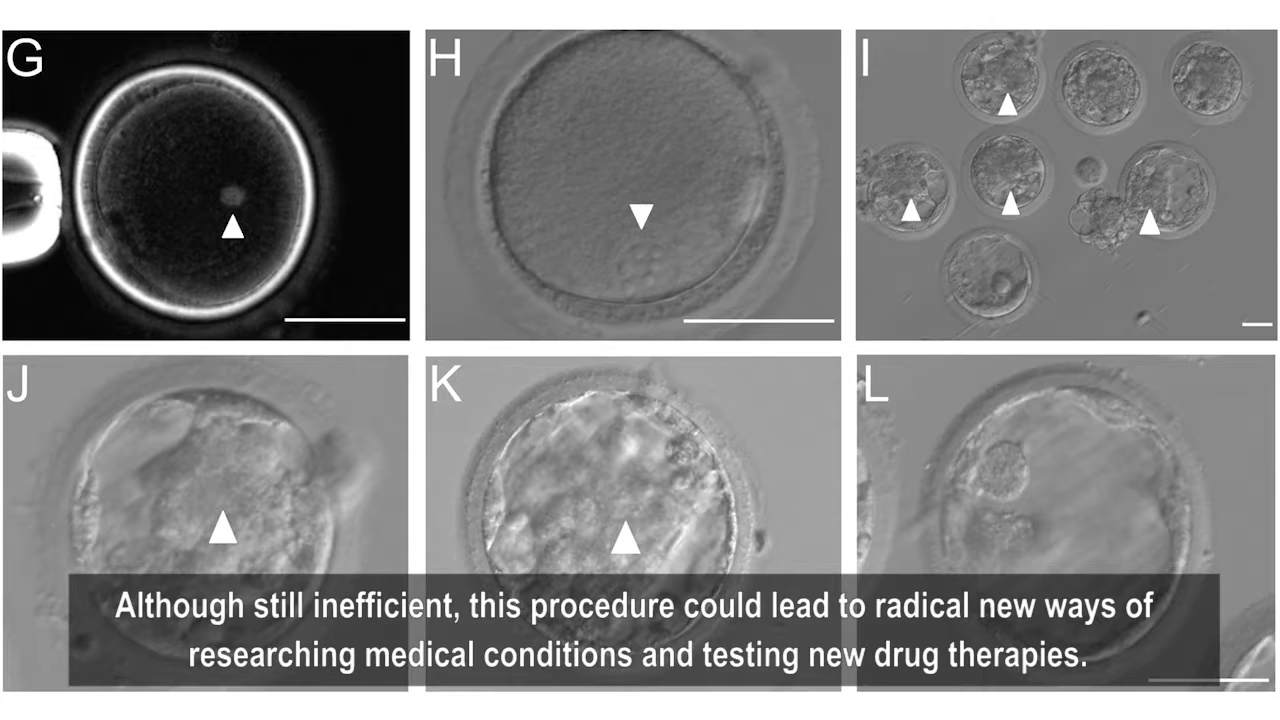 G
H
I
J
K
L
Although still inefficient, this procedure could lead to radical new ways of
researching medical conditions and testing new drug therapies.